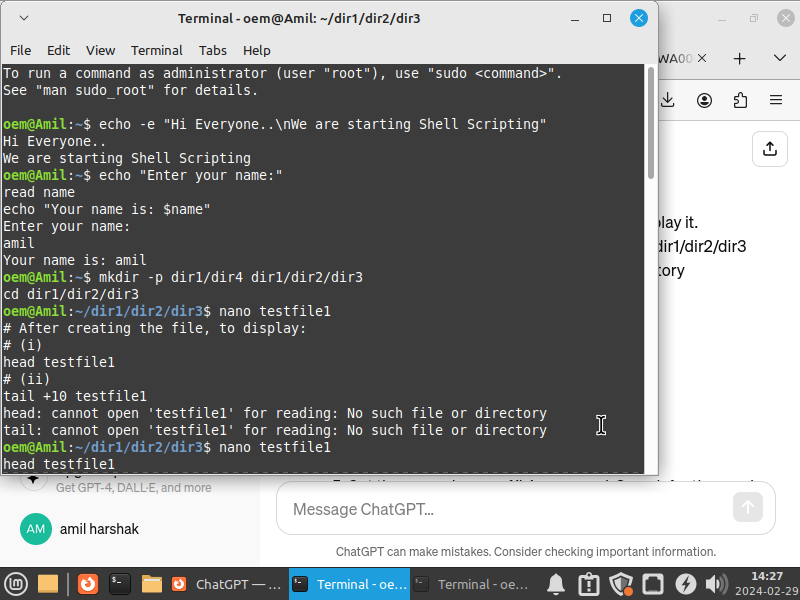 Terminal - oem@Amil: ~/dir1/dir2/dir3
File Edit View Terminal Tabs Help
To run a command as administrator (user "root"), use "sudo <command>".
See "man sudo_root" for details.
oem@Amil:~$ echo -e "Hi Everyone..\nWe are starting Shell Scripting"
Hi Everyone..
We are starting Shell Scripting
oem@Amil:~$ echo "Enter your name:"
read name
echo "Your name is: $name"
Enter your name:
amil
Your name is: amil
oem@Amil:~$ mkdir -p dir1/dir4 dir1/dir2/dir3
cd dir1/dir2/dir3
oem@Amil:~/dir1/dir2/dir3$ nano testfile1
# After creating the file, to display:
# (i)
head testfile1
# (ii)
tail +10 testfile1
head: cannot open 'testfile1' for reading: No such file or directory
tail: cannot open 'testfile1' for reading: No such file or directory
oem@Amil:~/dir1/dir2/dir3$ nano testfile1
head testfile1
WA00
play it.
dir1/dir2/dir3
tory
Get GPT-4, DALL·E, and more
AM amil harshak
Message ChatGPT...
ChatGPT can make mistakes. Consider checking important information.
ChatGPT — ...
Terminal - oe...
Terminal - oe...
14:27
2024-02-29